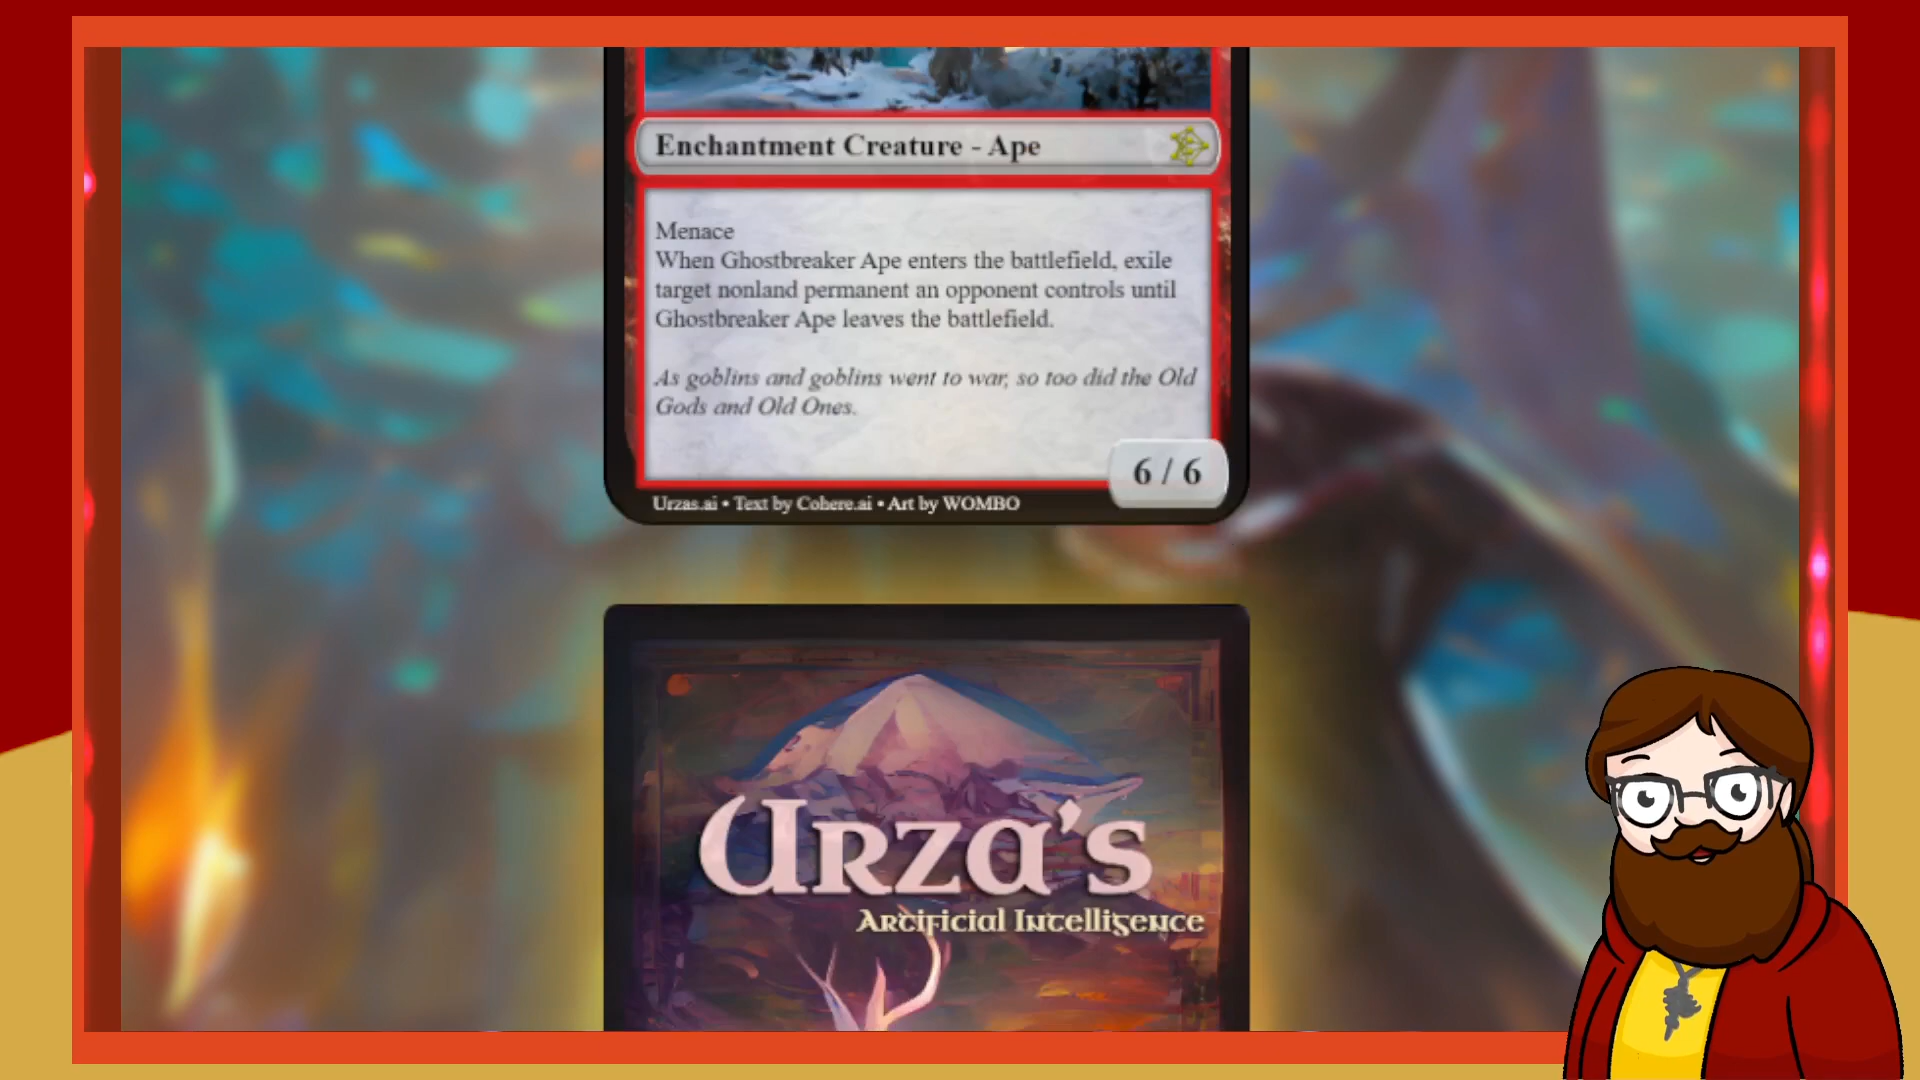 Enchantment Creature - Ape
Menace
When Ghostbreaker Ape enters the battlefield, exile
target nonland permanent an opponent controls until
Ghostbreaker Ape leaves the battlefield.
As goblins and goblins went to war, so too did the Old
Gods and Old Ones.
6 / 6
Urzas.ai • Text by Cohere.ai • Art by WOMBO
Urza's
Artificial Intelligence